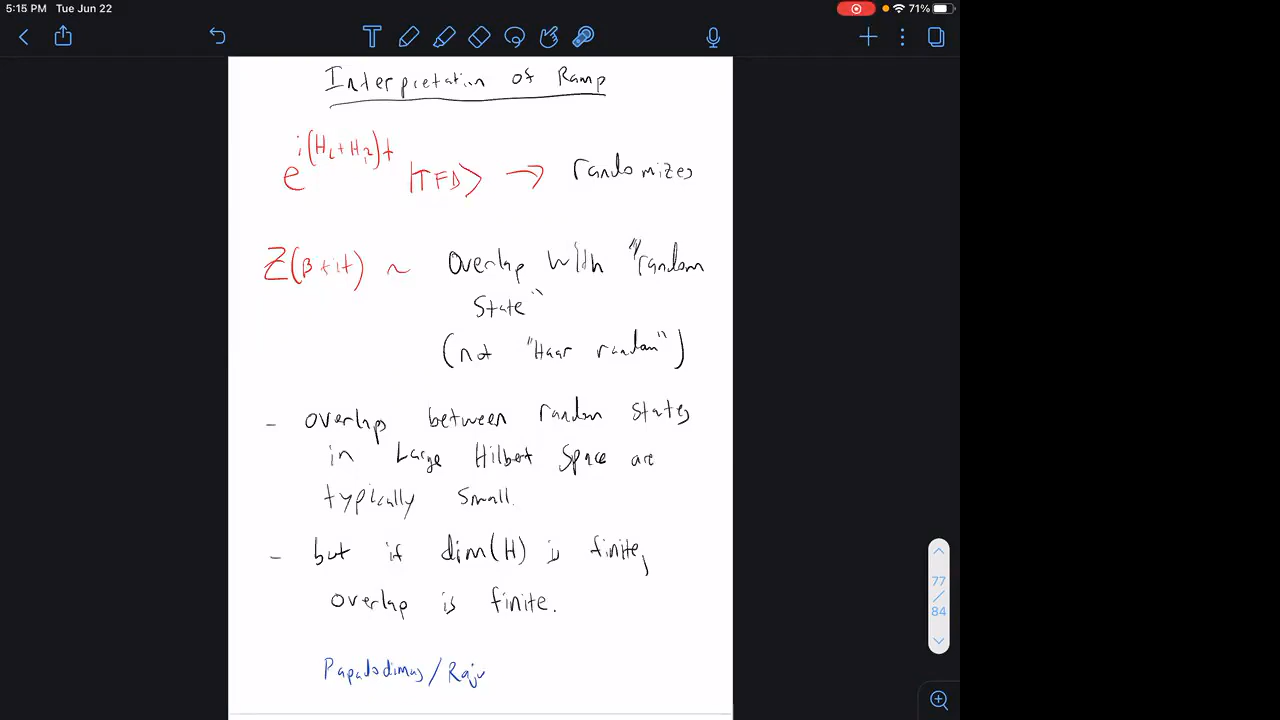 5:15 PM Tue Jun 22
71%
Interpretation of Ramp
e^{i(H_L+H_R)t} |TFD> → randomizes
Z(β+it) ~ Overlap with "random
State"
(not "Haar random")
- overlap between random states
in Large Hilbert Space are
typically small.
- but if dim(H) is finite,
overlap is finite.
Papadodimas/Raju
77
/
84